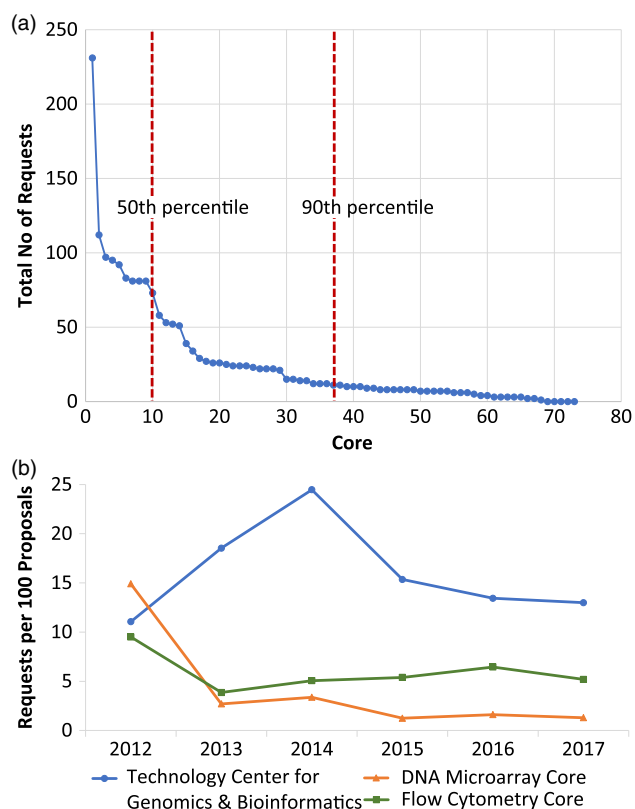 (a)
250
200
150
100
50
0
Total No of Requests
50th percentile
90th percentile
0 10 20 30 40 50 60 70 80
Core
(b)
25
20
15
10
5
0
Requests per 100 Proposals
2012 2013 2014 2015 2016 2017
Technology Center for
Genomics & Bioinformatics
DNA Microarray Core
Flow Cytometry Core